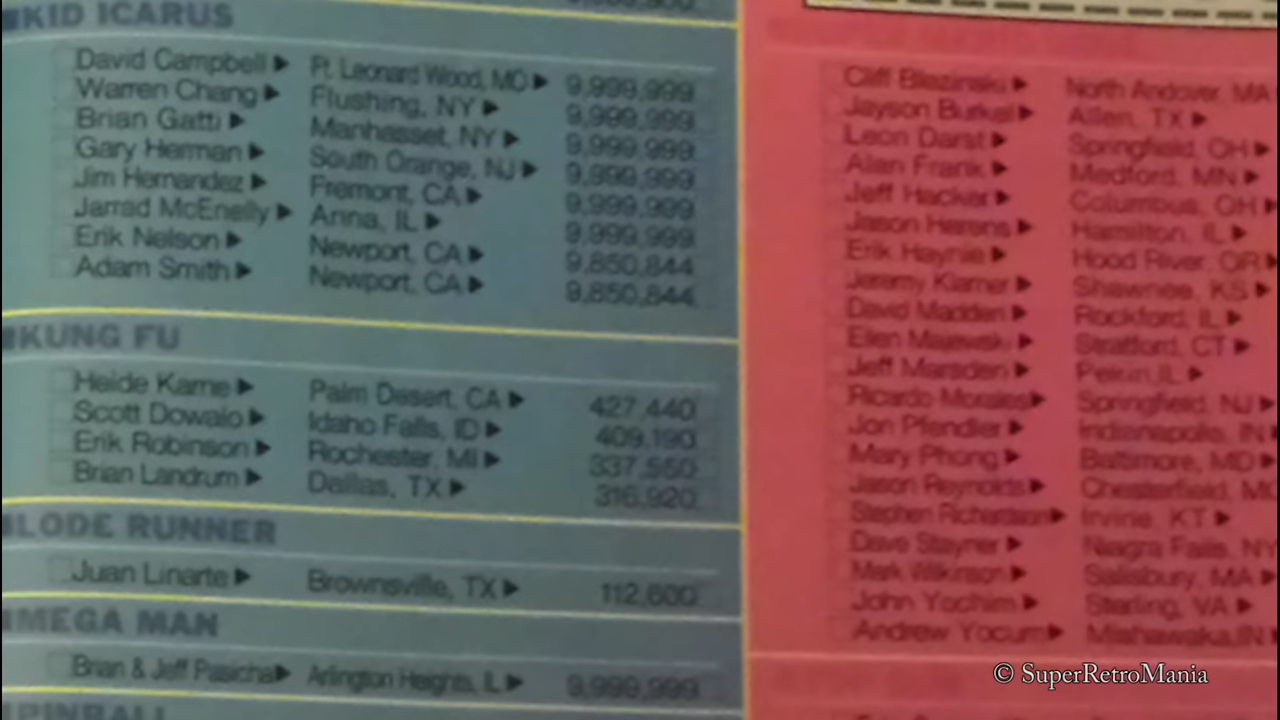 KID ICARUS
David Campbell ▶ Ft. Leonard Wood, MO ▶ 9,999,999
Warren Chang ▶ Flushing, NY ▶ 9,999,999
Brian Gatti ▶ Manhasset, NY ▶ 9,999,999
Gary Herman ▶ South Orange, NJ ▶ 9,999,999
Jim Hernandez ▶ Fremont, CA ▶ 9,999,999
Jarrad McEnelly ▶ Anna, IL ▶ 9,999,999
Erik Nelson ▶ Newport, CA ▶ 9,850,844
Adam Smith ▶ Newport, CA ▶ 9,850,844
KUNG FU
Heide Karne ▶ Palm Desert, CA ▶ 427,440
Scott Dowalo ▶ Idaho Falls, ID ▶ 409,190
Erik Robinson ▶ Rochester, MI ▶ 337,550
Brian Landrum ▶ Dallas, TX ▶ 316,920
LODE RUNNER
Juan Linarte ▶ Brownsville, TX ▶ 112,600
MEGA MAN
Brian & Jeff Pasicha ▶ Arlington Heights, IL ▶ 9,999,999
PINBALL
Cliff Blezinski ▶ North Andover, MA
Jayson Burkal ▶ Allen, TX ▶
Leon Darst ▶ Springfield, OH ▶
Alan Frank ▶ Medford, MN ▶
Jeff Hacker ▶ Columbus, OH ▶
Jason Harens ▶ Hamilton, IL ▶
Erik Haynie ▶ Hood River, OR ▶
Jeremy Klamer ▶ Shawnee, KS ▶
David Madden ▶ Rockford, IL ▶
Ellen Majewski ▶ Stratford, CT ▶
Jeff Marsden ▶ Pekin,IL ▶
Ricardo Morales ▶ Springfield, NJ ▶
Jon Pfendler ▶ Indianapolis, IN ▶
Mary Phong ▶ Baltimore, MD ▶
Jason Reynolds ▶ Chesterfield, MO
Stephen Richardson ▶ Irvine, KT ▶
Dave Stayner ▶ Niagra Falls, NY
Mark Wilkinson ▶ Salisbury, MA ▶
John Yochim ▶ Sterling, VA ▶
Andrew Yocum ▶ Mishawaka,IN ▶
© SuperRetroMania